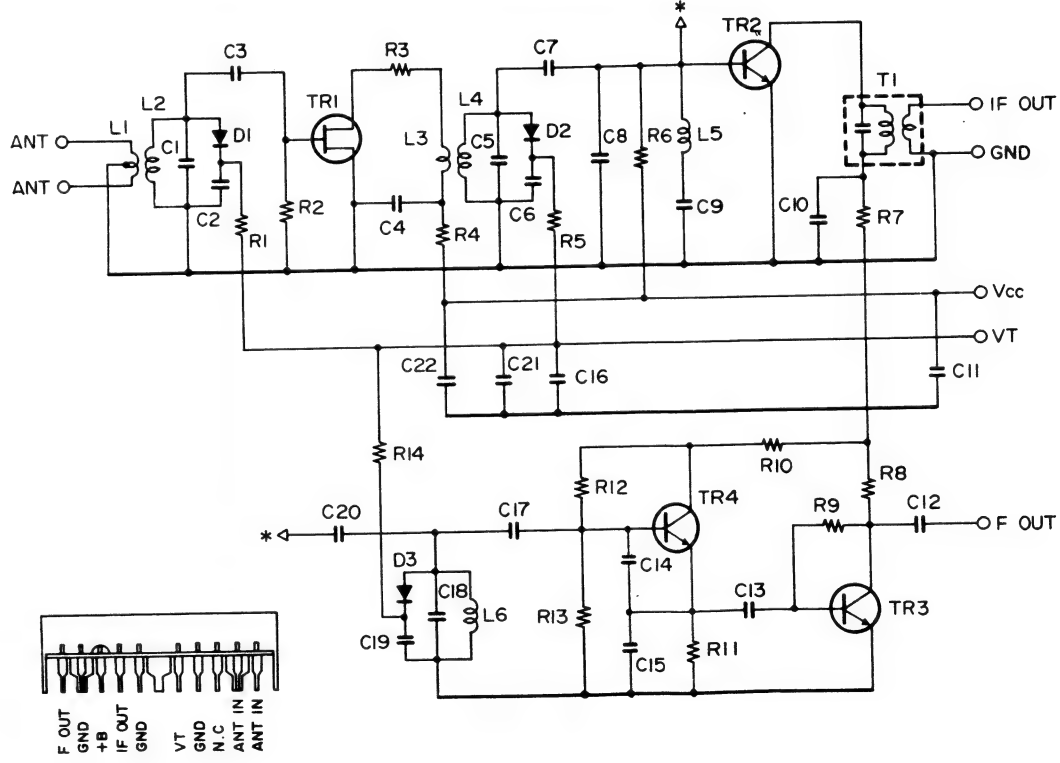 *
TR2
C3
R3
C7
T1
L2
TR1
L4
L1
D1
D2
IF OUT
ANT
C1
L3
C5
C8
R6
L5
GND
ANT
C2
R2
C6
C9
C10
R7
R1
C4
R4
R5
Vcc
VT
C22
C21
C16
C11
R14
R10
R12
TR4
R8
C20
C17
R9
C12
*
F OUT
D3
C14
C18
C13
L6
R13
TR3
C19
C15
R11
F OUT
GND
+B
IF OUT
GND
VT
GND
N.C
ANT IN
ANT IN